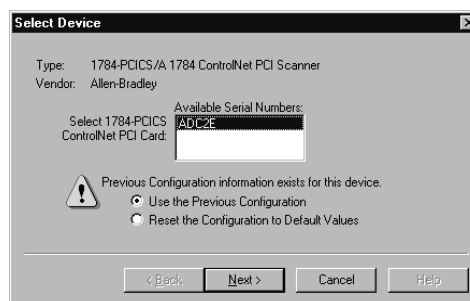 Select Device
Type: 1784-PCICS/A 1784 ControlNet PCI Scanner
Vendor: Allen-Bradley
Available Serial Numbers:
Select 1784-PCICS
ControlNet PCI Card:
ADC2E
Previous Configuration information exists for this device.
Use the Previous Configuration
Reset the Configuration to Default Values
< Back Next > Cancel Help